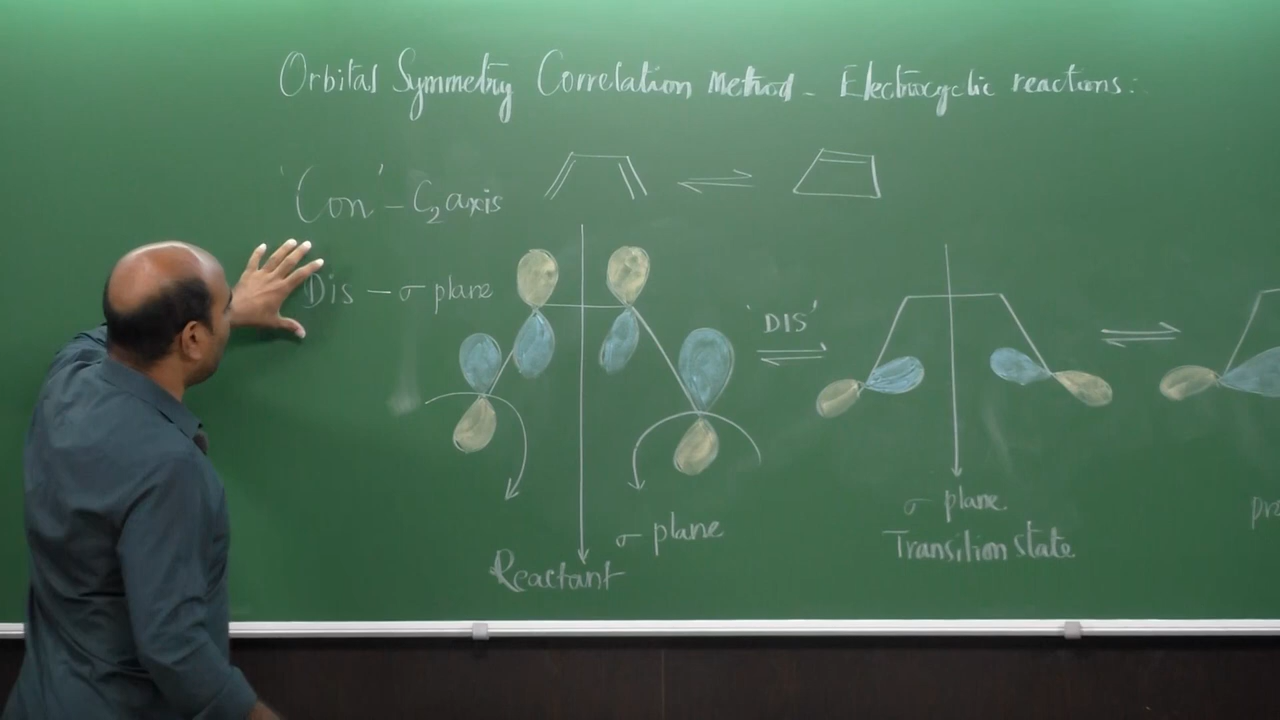 Orbital Symmetry Correlation Method - Electrocyclic reactions:
'Con' - C₂ axis
Dis - σ plane
'DIS'
σ plane
Reactant
σ plane
Transition state